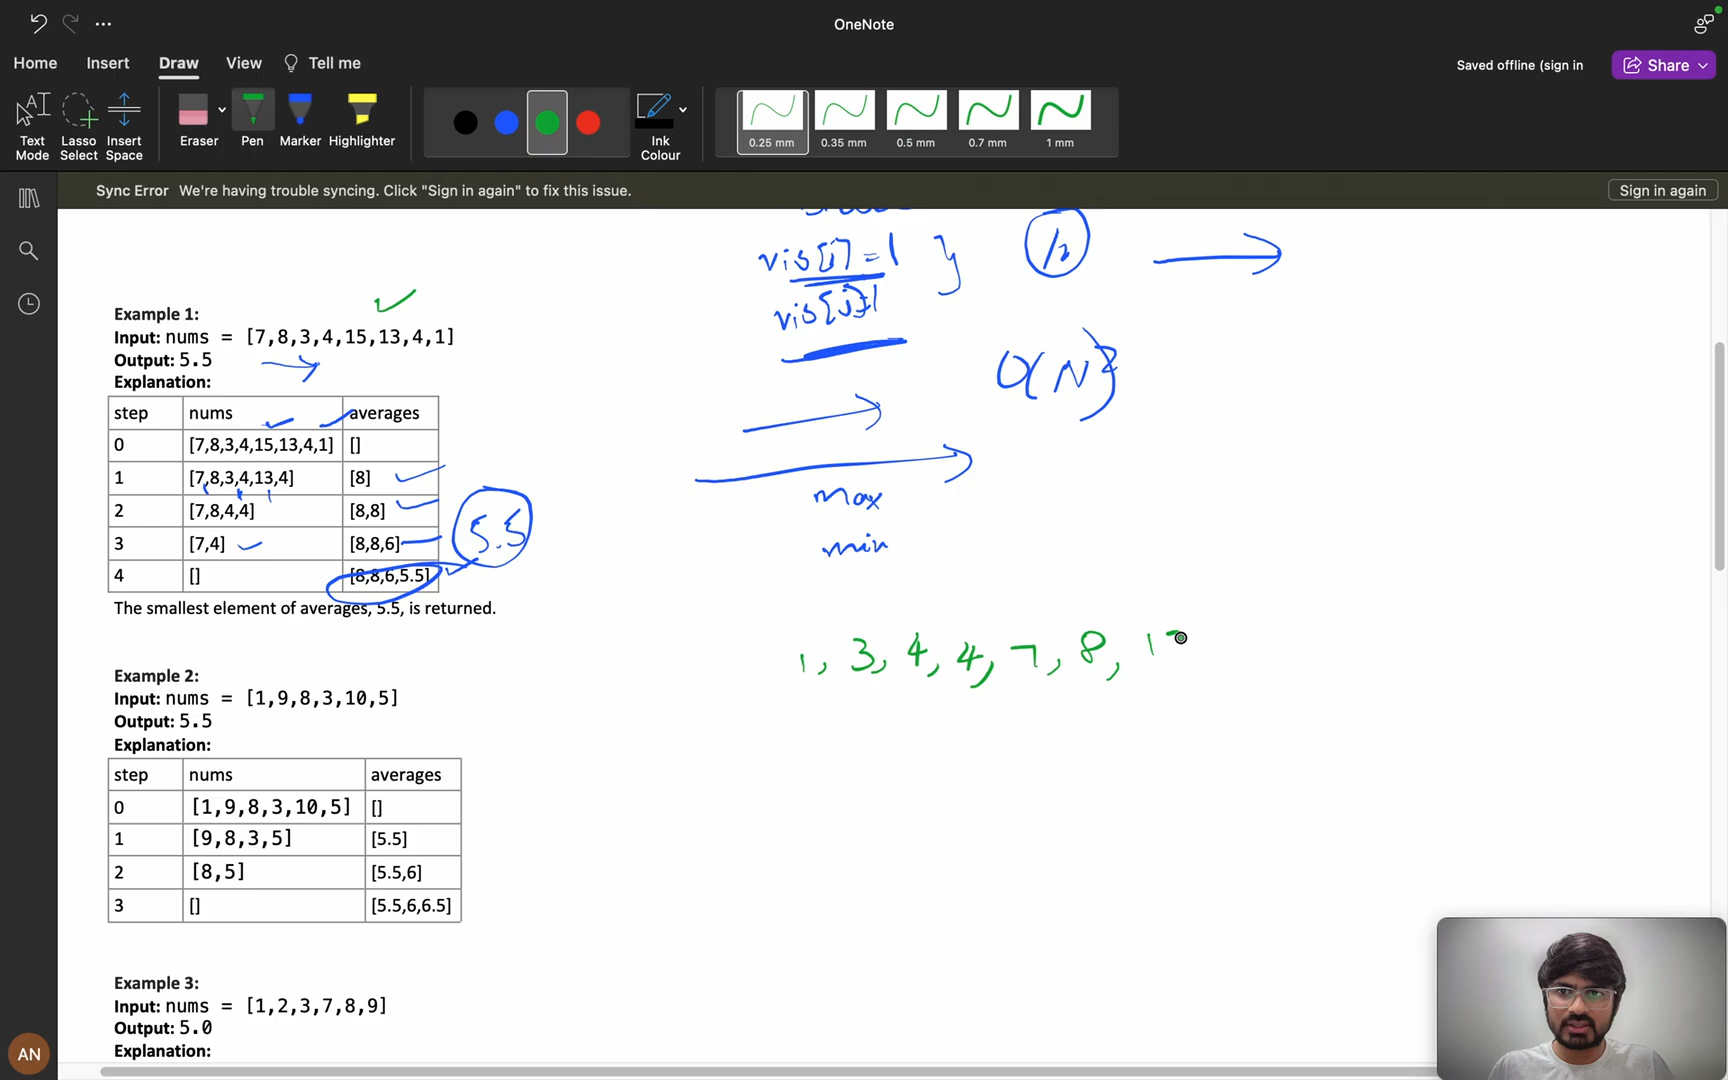 OneNote
Home Insert Draw View Tell me
Saved offline (sign in
Share
Text Mode
Lasso Select
Insert Space
Eraser
Pen
Marker
Highlighter
Ink Colour
0.25 mm
0.35 mm
0.5 mm
0.7 mm
1 mm
Sync Error We're having trouble syncing. Click "Sign in again" to fix this issue.
Sign in again
vis[i]=1 }
vis[j]=1
O(N²)
max
min
Example 1:
Input: nums = [7,8,3,4,15,13,4,1]
Output: 5.5
Explanation:
step nums averages
0 [7,8,3,4,15,13,4,1] []
1 [7,8,3,4,13,4] [8]
2 [7,8,4,4] [8,8]
3 [7,4] [8,8,6]
4 [] [8,8,6,5.5]
5.5
The smallest element of averages, 5.5, is returned.
1, 3, 4, 4, 7, 8, 1
Example 2:
Input: nums = [1,9,8,3,10,5]
Output: 5.5
Explanation:
step nums averages
0 [1,9,8,3,10,5] []
1 [9,8,3,5] [5.5]
2 [8,5] [5.5,6]
3 [] [5.5,6,6.5]
Example 3:
Input: nums = [1,2,3,7,8,9]
Output: 5.0
Explanation:
AN